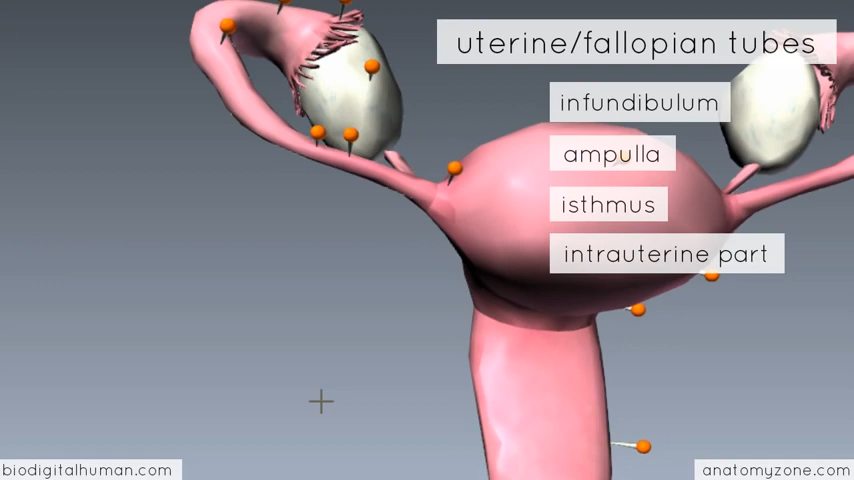 uterine/fallopian tubes
infundibulum
ampulla
isthmus
intrauterine part
biodigitalhuman.com
anatomyzone.com